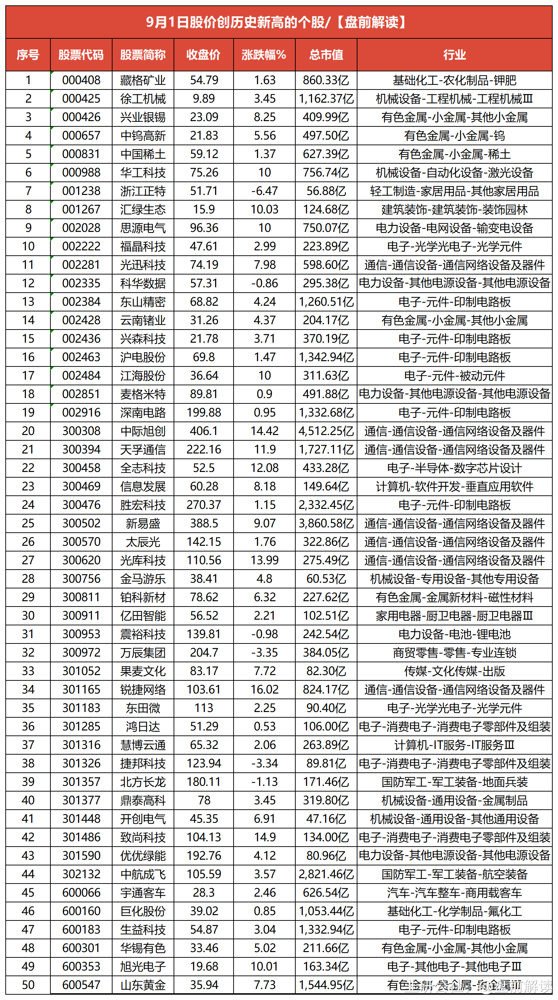 9月1日股价创历史新高的个股/【盘前解读】
序号 股票代码 股票简称 收盘价 涨跌幅% 总市值 行业
1 000408 藏格矿业 54.79 1.63 860.33亿 基础化工-农化制品-钾肥
2 000425 徐工机械 9.89 3.45 1,162.37亿 机械设备-工程机械-工程机械Ⅲ
3 000426 兴业银锡 23.09 8.25 409.99亿 有色金属-小金属-其他小金属
4 000657 中钨高新 21.83 5.56 497.50亿 有色金属-小金属-钨
5 000831 中国稀土 59.12 1.37 627.39亿 有色金属-小金属-稀土
6 000988 华工科技 75.26 10 756.74亿 机械设备-自动化设备-激光设备
7 001238 浙江正特 51.71 -6.47 56.88亿 轻工制造-家居用品-其他家居用品
8 001267 汇绿生态 15.9 10.03 124.68亿 建筑装饰-建筑装饰-装饰园林
9 002028 思源电气 96.36 10 750.07亿 电力设备-电网设备-输变电设备
10 002222 福晶科技 47.61 2.99 223.89亿 电子-光学光电子-光学元件
11 002281 光迅科技 74.19 7.98 598.60亿 通信-通信设备-通信网络设备及器件
12 002335 科华数据 57.31 -0.86 295.38亿 电力设备-其他电源设备-其他电源设备
13 002384 东山精密 68.82 4.24 1,260.51亿 电子-元件-印制电路板
14 002428 云南锗业 31.26 4.37 204.17亿 有色金属-小金属-其他小金属
15 002436 兴森科技 21.78 3.71 370.19亿 电子-元件-印制电路板
16 002463 沪电股份 69.8 1.47 1,342.94亿 电子-元件-印制电路板
17 002484 江海股份 36.64 10 311.63亿 电子-元件-被动元件
18 002851 麦格米特 89.81 0.9 491.88亿 电力设备-其他电源设备-其他电源设备
19 002916 深南电路 199.88 0.95 1,332.68亿 电子-元件-印制电路板
20 300308 中际旭创 406.1 14.42 4,512.25亿 通信-通信设备-通信网络设备及器件
21 300394 天孚通信 222.16 11.9 1,727.11亿 通信-通信设备-通信网络设备及器件
22 300458 全志科技 52.5 12.08 433.28亿 电子-半导体-数字芯片设计
23 300469 信息发展 60.28 8.18 149.64亿 计算机-软件开发-垂直应用软件
24 300476 胜宏科技 270.37 1.15 2,332.45亿 电子-元件-印制电路板
25 300502 新易盛 388.5 9.07 3,860.58亿 通信-通信设备-通信网络设备及器件
26 300570 太辰光 142.15 1.76 322.86亿 通信-通信设备-通信网络设备及器件
27 300620 光库科技 110.56 13.99 275.49亿 通信-通信设备-通信网络设备及器件
28 300756 金马游乐 38.41 4.8 60.53亿 机械设备-专用设备-其他专用设备
29 300811 铂科新材 78.62 6.32 227.62亿 有色金属-金属新材料-磁性材料
30 300911 亿田智能 56.52 2.21 102.51亿 家用电器-厨卫电器-厨卫电器Ⅲ
31 300953 震裕科技 139.81 -0.98 242.54亿 电力设备-电池-锂电池
32 300972 万辰集团 204.7 -3.35 384.05亿 商贸零售-零售-专业连锁
33 301052 果麦文化 83.17 7.72 82.30亿 传媒-文化传媒-出版
34 301165 锐捷网络 103.61 16.02 824.17亿 通信-通信设备-通信网络设备及器件
35 301183 东田微 113 2.25 90.40亿 电子-光学光电子-光学元件
36 301285 鸿日达 51.29 0.53 106.00亿 电子-消费电子-消费电子零部件及组装
37 301316 慧博云通 65.32 2.06 263.89亿 计算机-IT服务-IT服务Ⅲ
38 301326 捷邦科技 123.94 -3.34 89.81亿 电子-消费电子-消费电子零部件及组装
39 301357 北方长龙 180.11 -1.13 171.46亿 国防军工-军工装备-地面兵装
40 301377 鼎泰高科 78 3.45 319.80亿 机械设备-通用设备-金属制品
41 301448 开创电气 45.35 6.91 47.16亿 机械设备-通用设备-其他通用设备
42 301486 致尚科技 104.13 14.9 134.00亿 电子-消费电子-消费电子零部件及组装
43 301590 优优绿能 192.76 4.12 80.96亿 电力设备-其他电源设备-其他电源设备
44 302132 中航成飞 105.59 3.57 2,821.46亿 国防军工-军工装备-航空装备
45 600066 宇通客车 28.3 2.46 626.54亿 汽车-汽车整车-商用载客车
46 600160 巨化股份 39.02 0.85 1,053.44亿 基础化工-化学制品-氟化工
47 600183 生益科技 54.87 3.04 1,332.94亿 电子-元件-印制电路板
48 600301 华锡有色 33.46 5.02 211.66亿 有色金属-小金属-其他小金属
49 600353 旭光电子 19.68 10.01 163.34亿 电子-其他电子-其他电子Ⅲ
50 600547 山东黄金 35.94 7.73 1,544.95亿 有色金属-贵金属-贵金属Ⅲ
@盘前解读